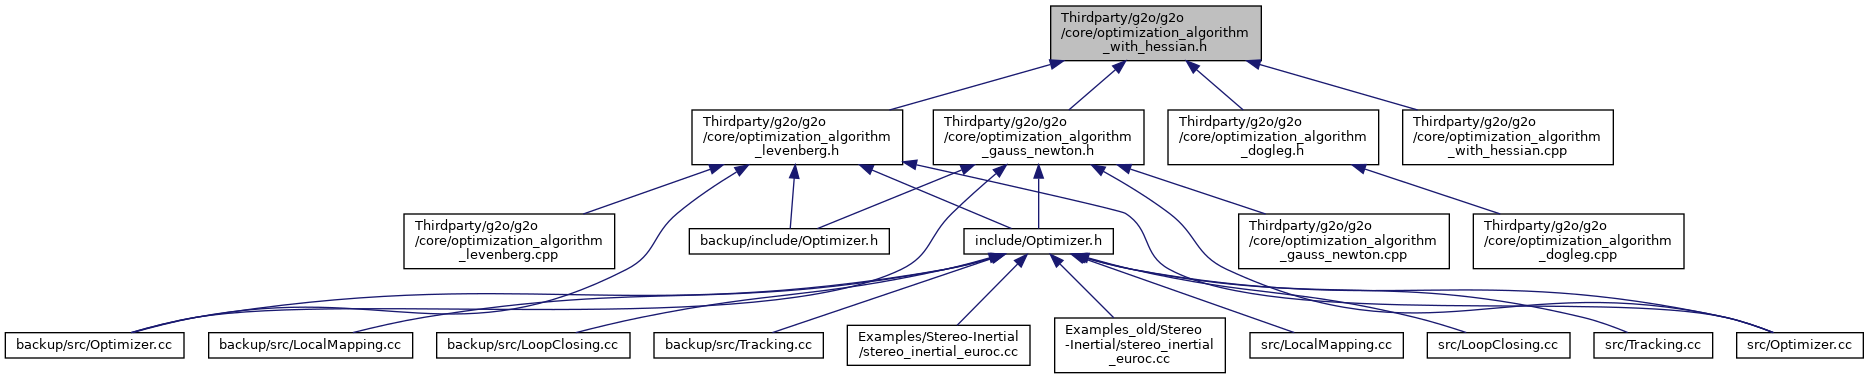 Thirdparty/g2o/g2o
/core/optimization_algorithm
_with_hessian.h
Thirdparty/g2o/g2o
/core/optimization_algorithm
_levenberg.h
Thirdparty/g2o/g2o
/core/optimization_algorithm
_gauss_newton.h
Thirdparty/g2o/g2o
/core/optimization_algorithm
_dogleg.h
Thirdparty/g2o/g2o
/core/optimization_algorithm
_with_hessian.cpp
Thirdparty/g2o/g2o
/core/optimization_algorithm
_levenberg.cpp
backup/include/Optimizer.h
include/Optimizer.h
Thirdparty/g2o/g2o
/core/optimization_algorithm
_gauss_newton.cpp
Thirdparty/g2o/g2o
/core/optimization_algorithm
_dogleg.cpp
backup/src/Optimizer.cc
backup/src/LocalMapping.cc
backup/src/LoopClosing.cc
backup/src/Tracking.cc
Examples/Stereo-Inertial
/stereo_inertial_euroc.cc
Examples_old/Stereo
-Inertial/stereo_inertial
_euroc.cc
src/LocalMapping.cc
src/LoopClosing.cc
src/Tracking.cc
src/Optimizer.cc